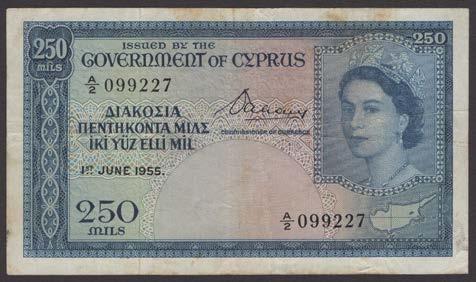 250
MILS
ISSUED BY THE
GOVERNMENT OF CYPRUS
250
A/2 099227
ΔΙΑΚΟΣΙΑ
ΠΕΝΤΗΚΟΝΤΑ ΜΙΛΣ
İKİ YÜZ ELLİ MİL
COMMISSIONER OF CURRENCY
1ST JUNE 1955.
250
MILS
A/2 099227